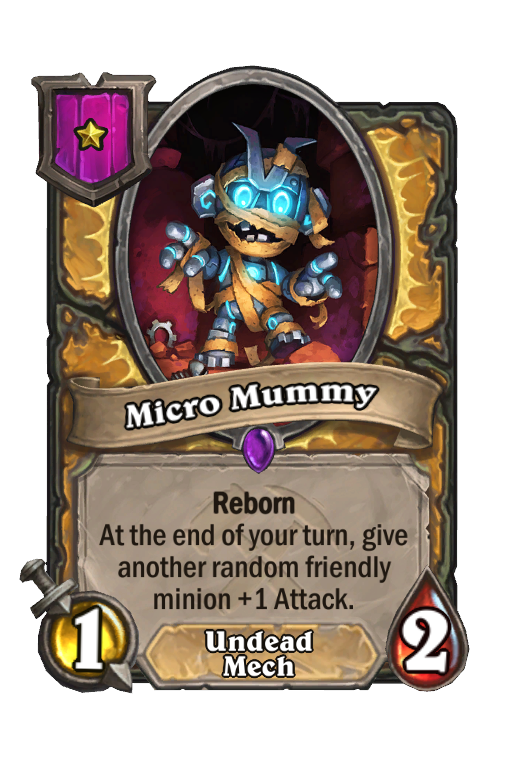 Micro Mummy
Reborn
At the end of your turn, give
another random friendly
minion +1 Attack.
1
Undead
Mech
2